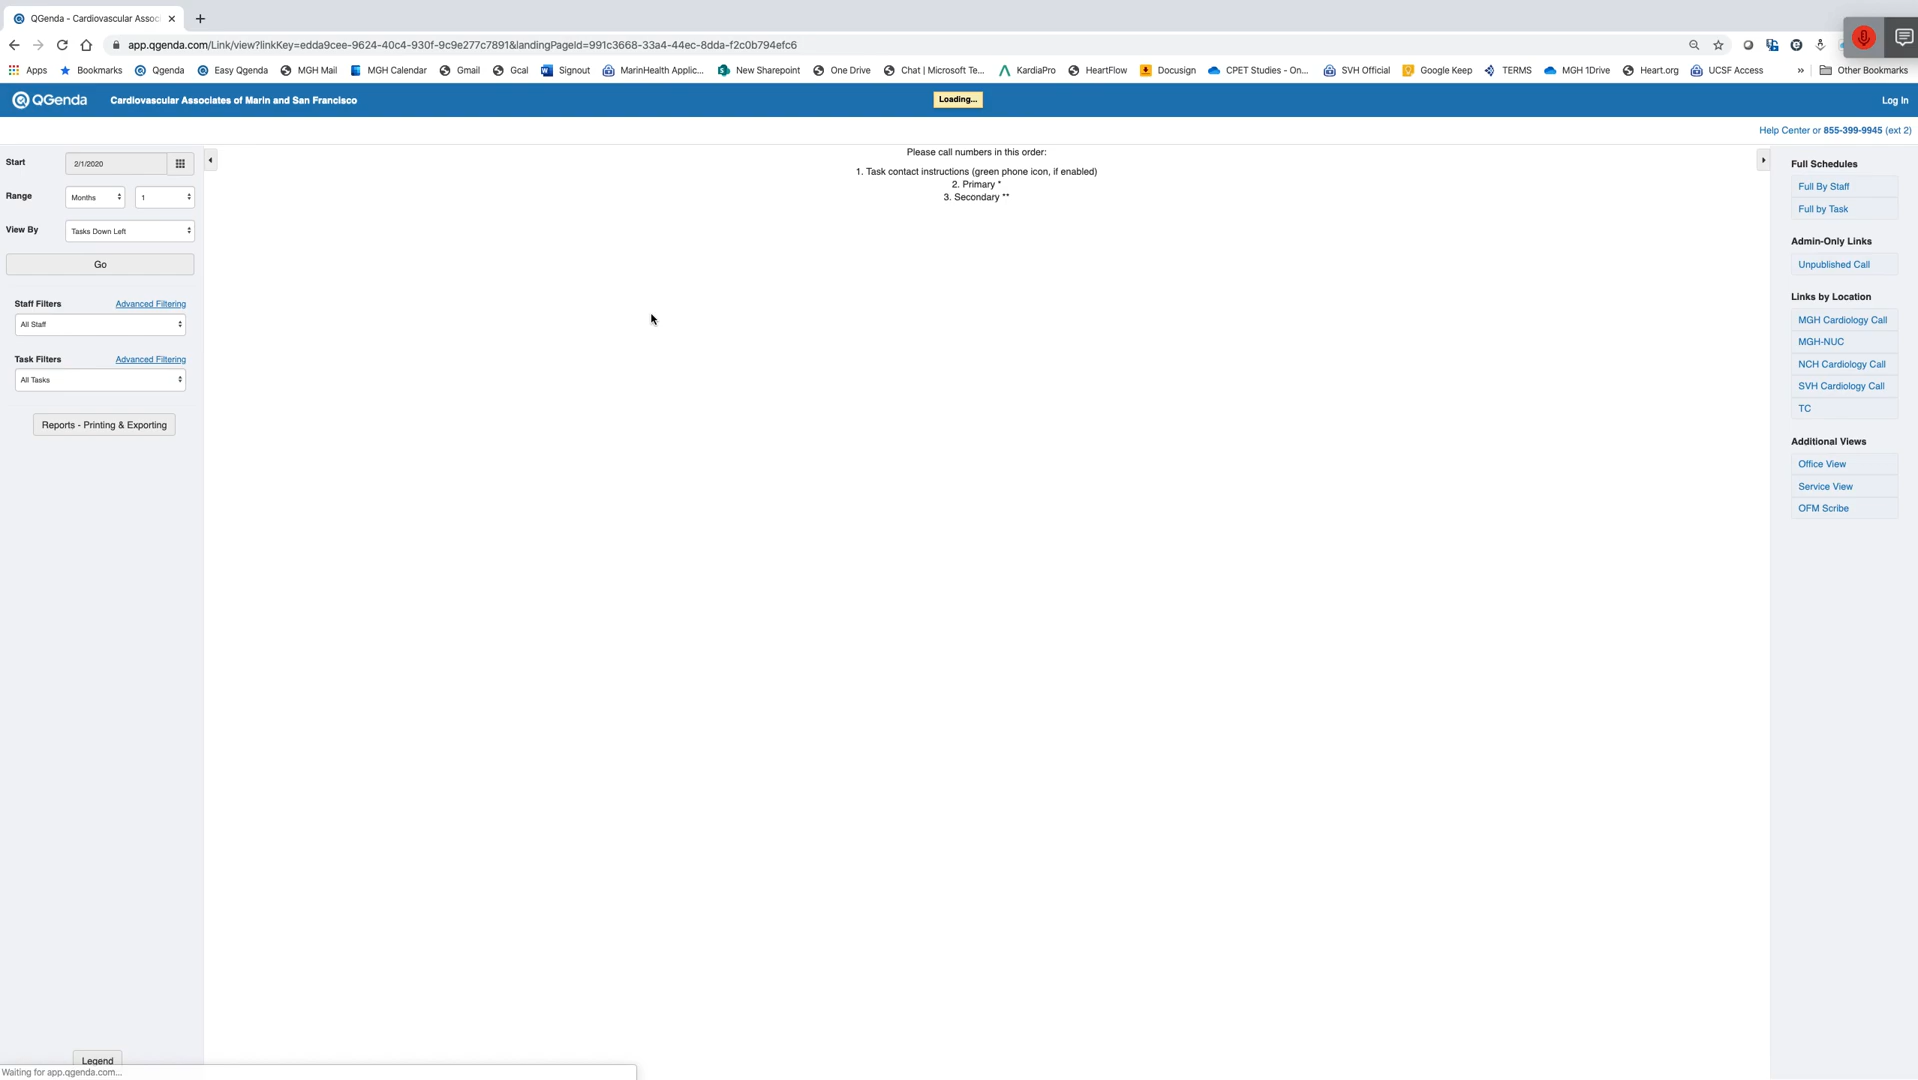 QGenda - Cardiovascular Assoc
app.qgenda.com/Link/view?linkKey=edda9cee-9624-40c4-930f-9c9e277c7891&landingPageId=991c3668-33a4-44ec-8dda-f2c0b794efc6
Apps Bookmarks Qgenda Easy Qgenda MGH Mail MGH Calendar Gmail Gcal Signout MarinHealth Applic... New Sharepoint One Drive Chat | Microsoft Te... KardiaPro HeartFlow Docusign CPET Studies - On... SVH Official Google Keep TERMS MGH 1Drive Heart.org UCSF Access » Other Bookmarks
QGenda Cardiovascular Associates of Marin and San Francisco Loading... Log In
Help Center or 855-399-9945 (ext 2)
Start 2/1/2020
Range Months 1
View By Tasks Down Left
Go
Staff Filters Advanced Filtering
All Staff
Task Filters Advanced Filtering
All Tasks
Reports - Printing & Exporting
Legend
Waiting for app.qgenda.com...
Please call numbers in this order:
1. Task contact instructions (green phone icon, if enabled)
2. Primary *
3. Secondary **
Full Schedules
Full By Staff
Full by Task
Admin-Only Links
Unpublished Call
Links by Location
MGH Cardiology Call
MGH-NUC
NCH Cardiology Call
SVH Cardiology Call
TC
Additional Views
Office View
Service View
OFM Scribe